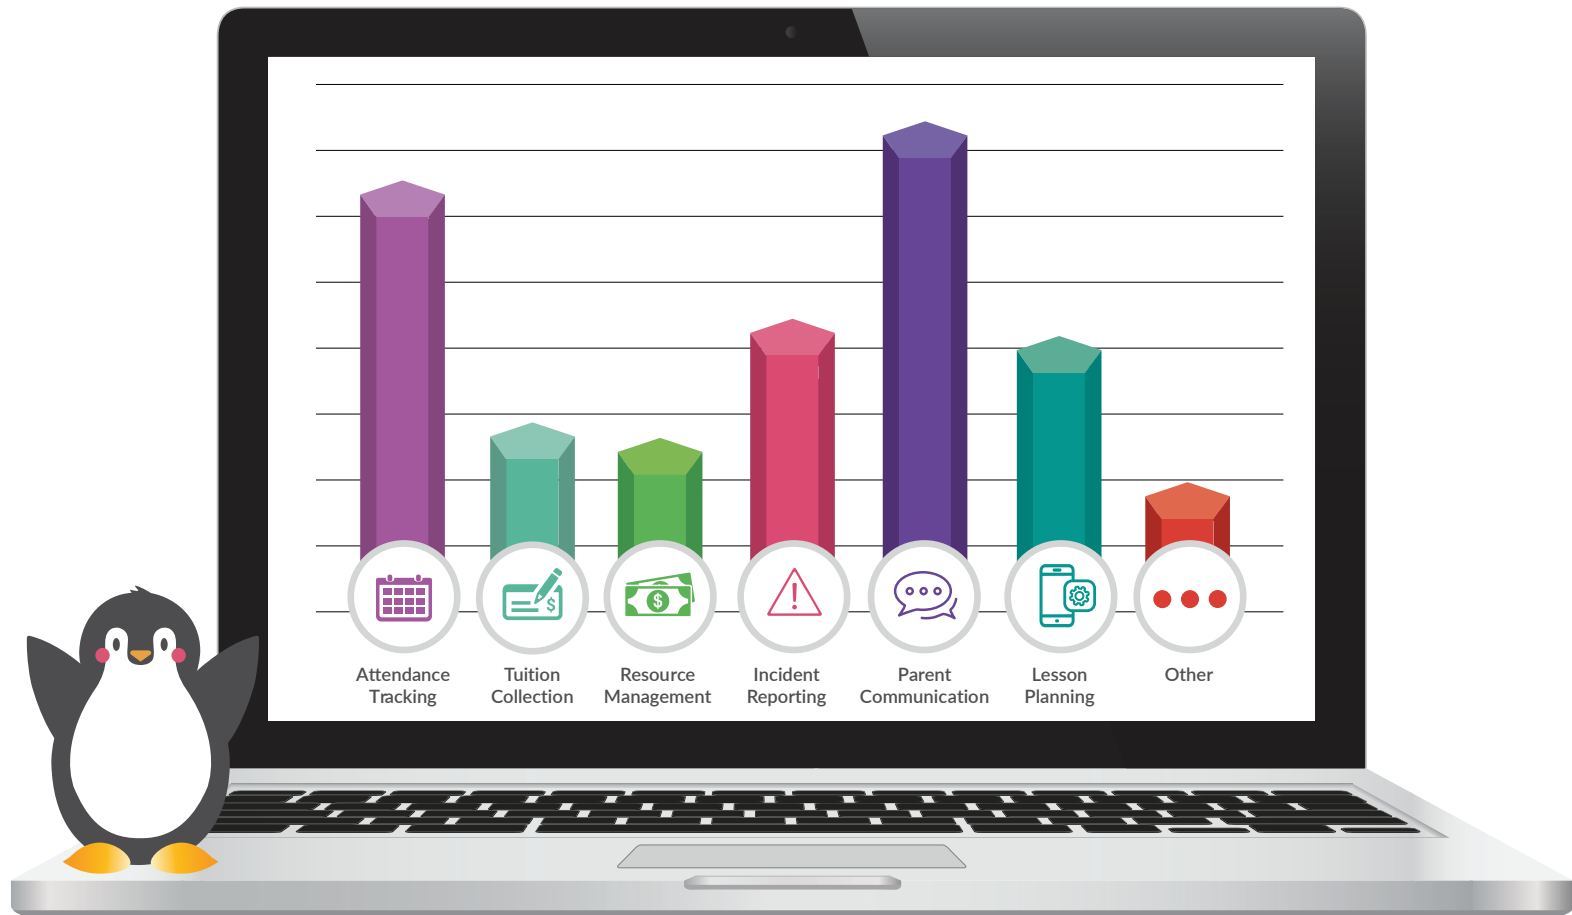 Attendance
Tracking
Tuition
Collection
$
Resource
Management
$
Incident
Reporting
!
Parent
Communication
Lesson
Planning
Other